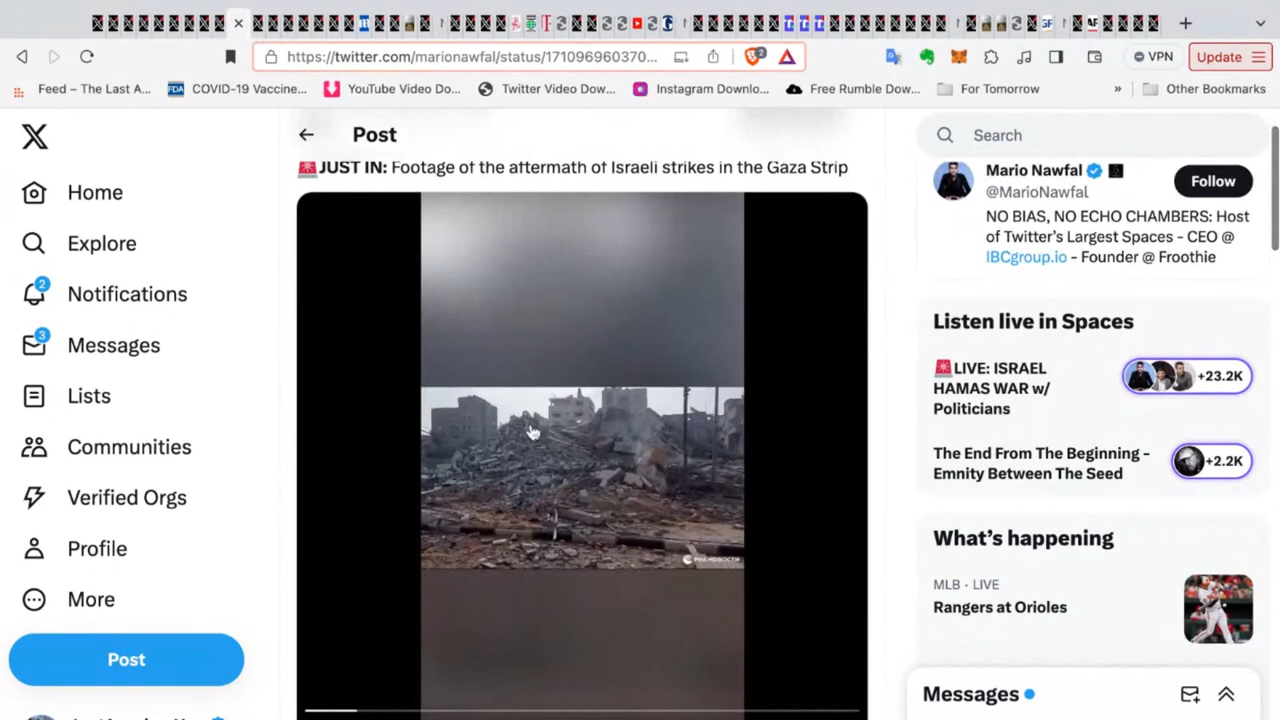 https://twitter.com/marionawfal/status/171096960370...
2
VPN
Update
Feed – The Last A...
COVID-19 Vaccine...
YouTube Video Do...
Twitter Video Dow...
Instagram Downlo...
Free Rumble Dow...
For Tomorrow
»
Other Bookmarks
Home
Explore
2
Notifications
3
Messages
Lists
Communities
Verified Orgs
Profile
More
Post
Post
🚨JUST IN: Footage of the aftermath of Israeli strikes in the Gaza Strip
РИА НОВОСТИ
Search
Mario Nawfal
@MarioNawfal
Follow
NO BIAS, NO ECHO CHAMBERS: Host
of Twitter’s Largest Spaces - CEO @
IBCgroup.io - Founder @ Froothie
Listen live in Spaces
🚨LIVE: ISRAEL
HAMAS WAR w/
Politicians
+23.2K
The End From The Beginning -
Emnity Between The Seed
+2.2K
What’s happening
MLB · LIVE
Rangers at Orioles
Messages